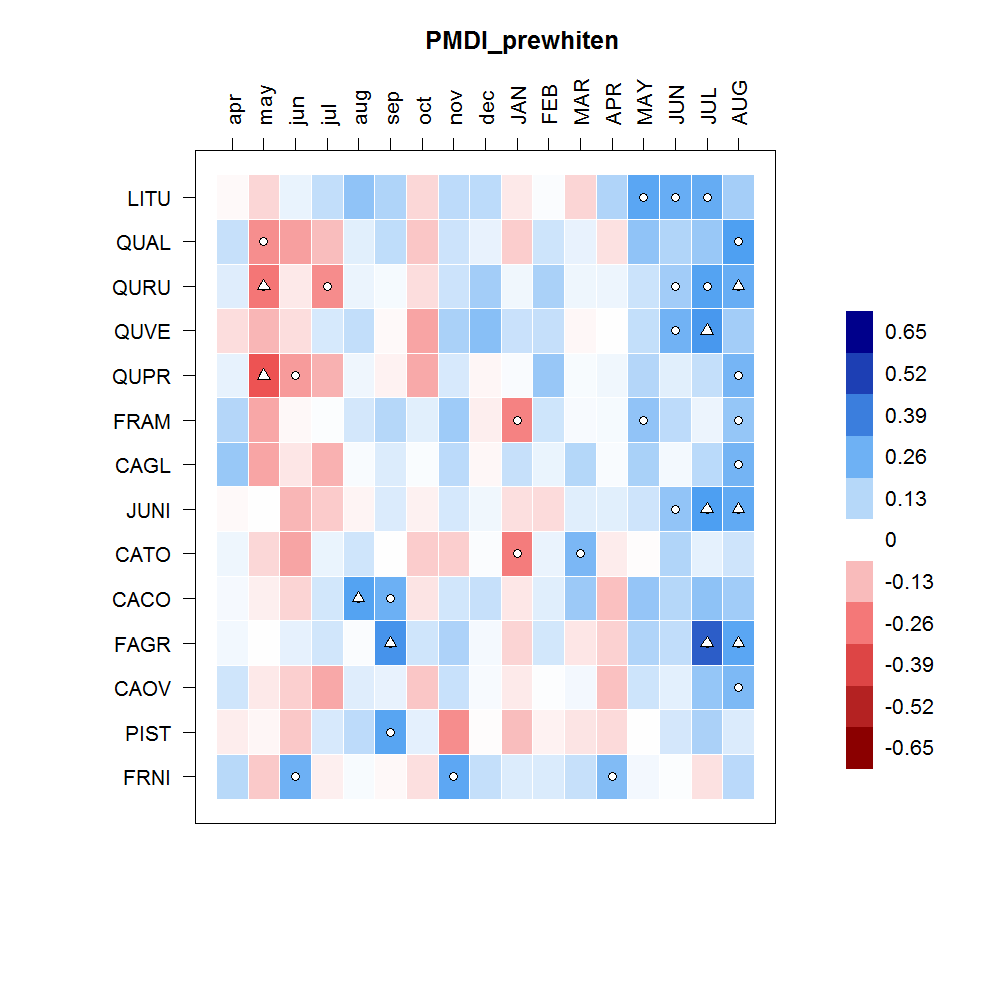 PMDI_prewhiten
apr may jun jul aug sep oct nov dec JAN FEB MAR APR MAY JUN JUL AUG
LITU
QUAL
QURU
QUVE
QUPR
FRAM
CAGL
JUNI
CATO
CACO
FAGR
CAOV
PIST
FRNI
0.65
0.52
0.39
0.26
0.13
0
-0.13
-0.26
-0.39
-0.52
-0.65